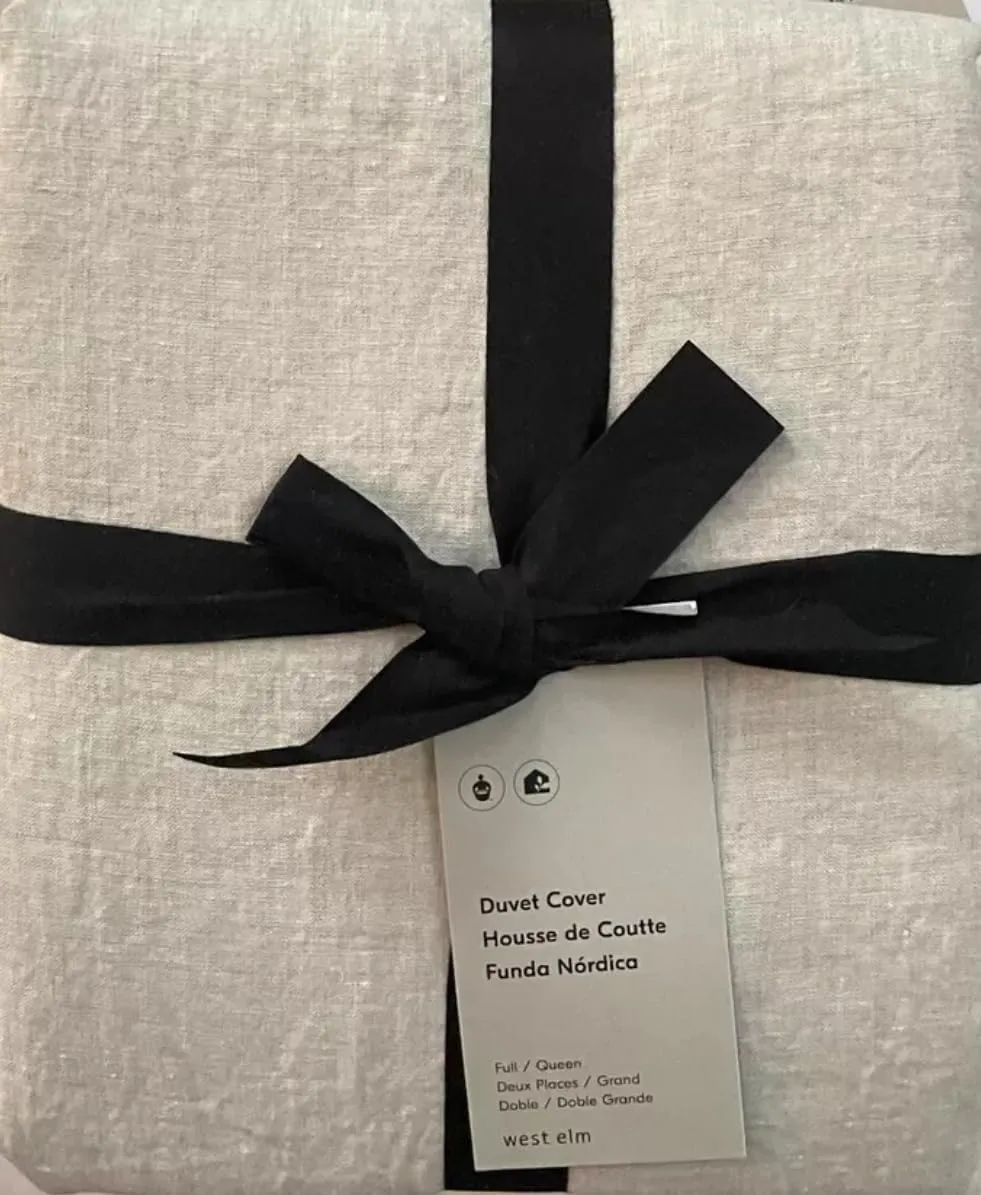 Duvet Cover
Housse de Coutte
Funda Nórdica
Full / Queen
Deux Places / Grand
Doble / Doble Grande
west elm